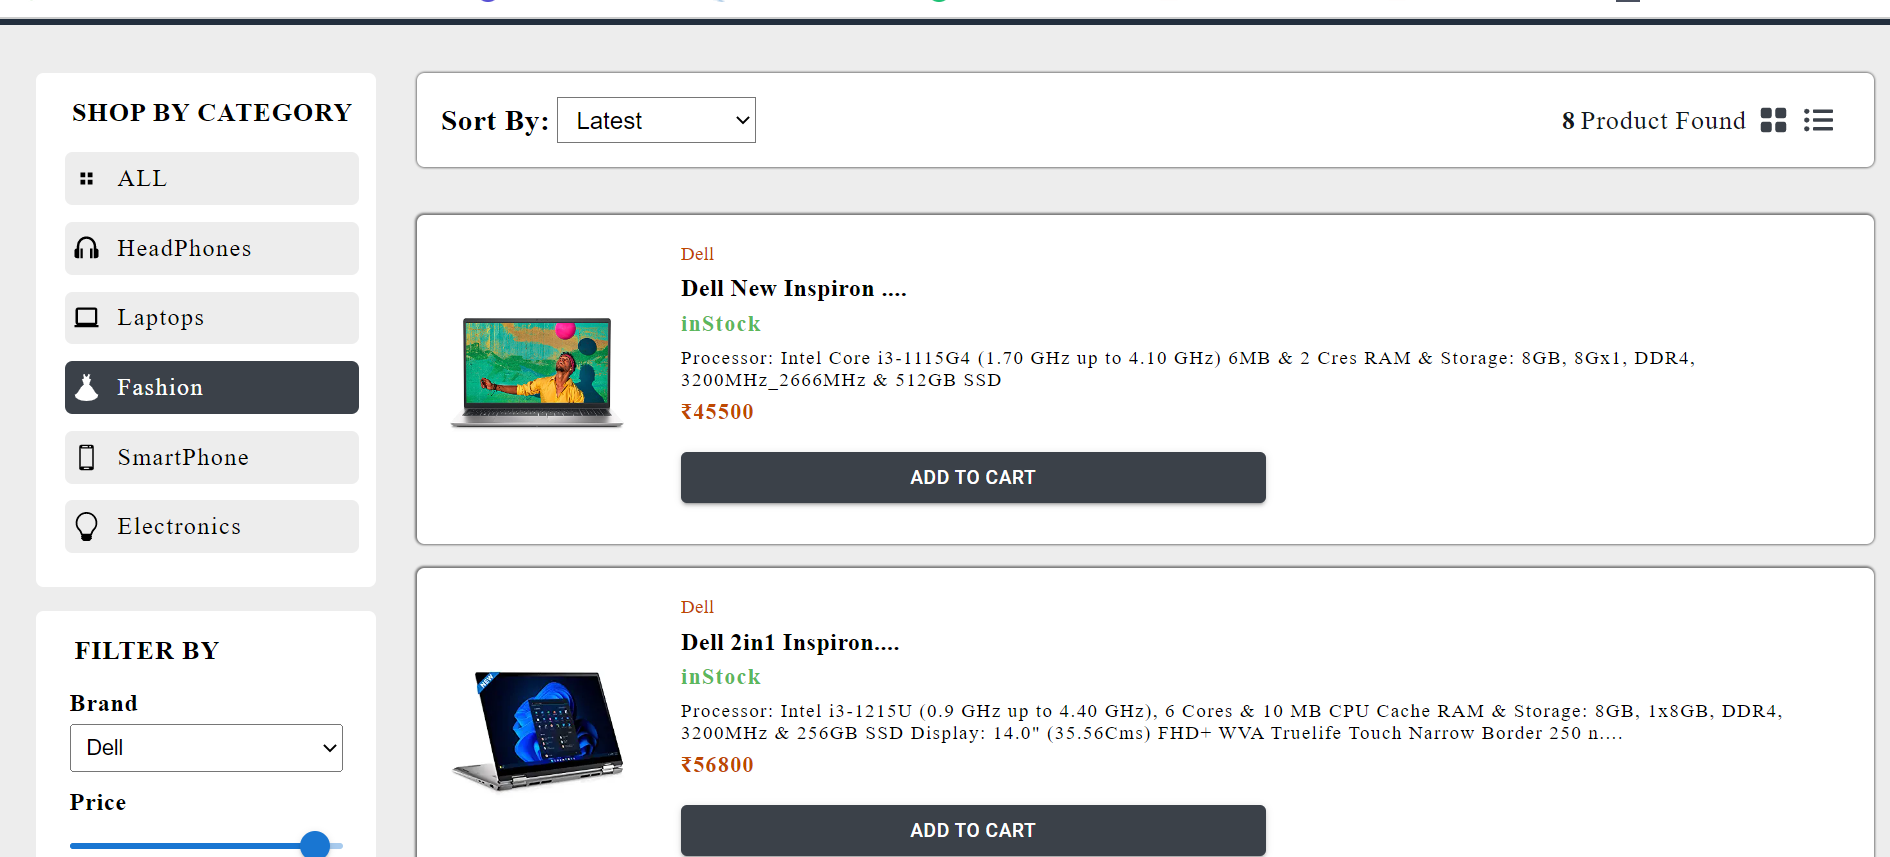 SHOP BY CATEGORY
ALL
HeadPhones
Laptops
Fashion
SmartPhone
Electronics
FILTER BY
Brand
Dell
Price
Sort By: Latest
8 Product Found
Dell
Dell New Inspiron ....
inStock
Processor: Intel Core i3-1115G4 (1.70 GHz up to 4.10 GHz) 6MB & 2 Cres RAM & Storage: 8GB, 8Gx1, DDR4,
3200MHz_2666MHz & 512GB SSD
₹45500
ADD TO CART
NEW
Dell
Dell 2in1 Inspiron....
inStock
Processor: Intel i3-1215U (0.9 GHz up to 4.40 GHz), 6 Cores & 10 MB CPU Cache RAM & Storage: 8GB, 1x8GB, DDR4,
3200MHz & 256GB SSD Display: 14.0" (35.56Cms) FHD+ WVA Truelife Touch Narrow Border 250 n....
₹56800
ADD TO CART